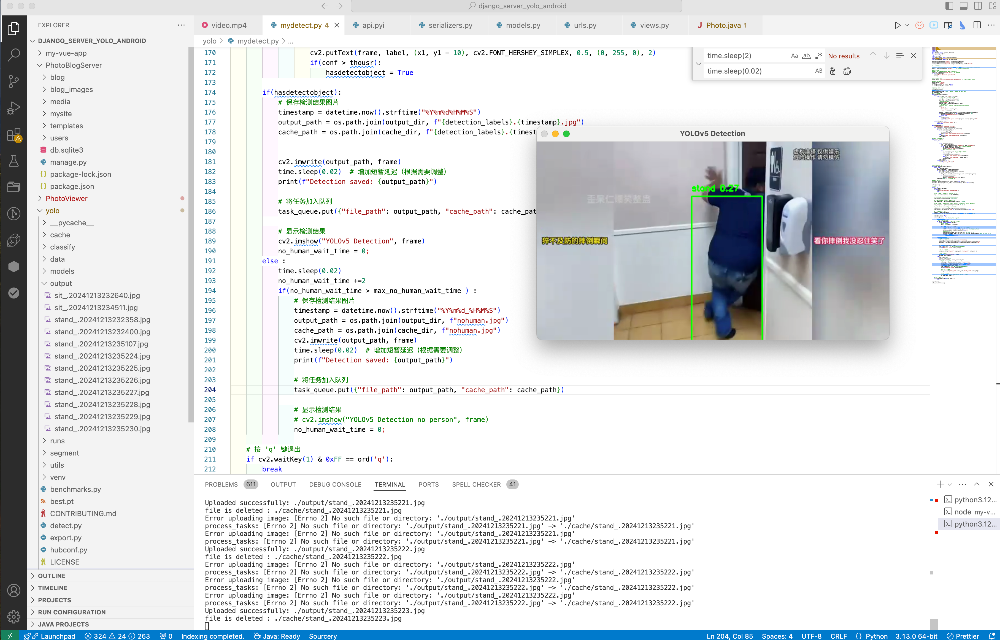 django_server_yolo_android
EXPLORER
DJANGO_SERVER_YOLO_ANDROID
my-vue-app
PhotoBlogServer
blog
blog_images
media
mysite
templates
users
db.sqlite3
manage.py
package-lock.json
package.json
PhotoViewer
yolo
__pycache__
cache
classify
data
models
output
sit_.20241213232640.jpg
sit_.20241213234511.jpg
stand_.20241213232358.jpg
stand_.20241213232400.jpg
stand_.20241213235107.jpg
stand_.20241213235224.jpg
stand_.20241213235225.jpg
stand_.20241213235226.jpg
stand_.20241213235227.jpg
stand_.20241213235228.jpg
stand_.20241213235229.jpg
stand_.20241213235230.jpg
runs
segment
utils
venv
benchmarks.py
best.pt
CONTRIBUTING.md
detect.py
export.py
hubconf.py
LICENSE
OUTLINE
TIMELINE
PROJECTS
RUN CONFIGURATION
JAVA PROJECTS
video.mp4 mydetect.py 4 api.pyi serializers.py models.py urls.py views.py Photo.java 1
yolo > mydetect.py > ...
time.sleep(2) No results
time.sleep(0.02)
170 cv2.putText(frame, label, (x1, y1 - 10), cv2.FONT_HERSHEY_SIMPLEX, 0.5, (0, 255, 0), 2)
171 if(conf > thousr):
172 hasdetectobject = True
173
174 if(hasdetectobject):
175 # 保存检测结果图片
176 timestamp = datetime.now().strftime("%Y%m%d%H%M%S")
177 output_path = os.path.join(output_dir, f"{detection_labels}.{timestamp}.jpg")
178 cache_path = os.path.join(cache_dir, f"{detection_labels}.{timest
179
180
181 cv2.imwrite(output_path, frame)
182 time.sleep(0.02) # 增加短暂延迟（根据需要调整）
183 print(f"Detection saved: {output_path}")
184
185 # 将任务加入队列
186 task_queue.put({"file_path": output_path, "cache_path": cache_pat
187
188 # 显示检测结果
189 cv2.imshow("YOLOv5 Detection", frame)
190 no_human_wait_time = 0;
191 else :
192 time.sleep(0.02)
193 no_human_wait_time +=2
194 if(no_human_wait_time > max_no_human_wait_time ) :
195 # 保存检测结果图片
196 timestamp = datetime.now().strftime("%Y%m%d_%H%M%S")
197 output_path = os.path.join(output_dir, f"nohuman.jpg")
198 cache_path = os.path.join(cache_dir, f"nohuman.jpg")
199 cv2.imwrite(output_path, frame)
200 time.sleep(0.02) # 增加短暂延迟（根据需要调整）
201 print(f"Detection saved: {output_path}")
202
203 # 将任务加入队列
204 task_queue.put({"file_path": output_path, "cache_path": cache_path})
205
206 # 显示检测结果
207 # cv2.imshow("YOLOv5 Detection no person", frame)
208 no_human_wait_time = 0;
209
210 # 按 'q' 键退出
211 if cv2.waitKey(1) & 0xFF == ord('q'):
212 break
YOLOv5 Detection
虚构演绎 仅供娱乐
危险操作 请勿模仿
stand 0.27
歪果仁爆笑整蛊
猝不及防的摔倒瞬间
看你摔倒我没忍住笑了
PROBLEMS 611 OUTPUT DEBUG CONSOLE TERMINAL PORTS SPELL CHECKER 41
Uploaded successfully: ./output/stand_.20241213235221.jpg
file is deleted : ./cache/stand_.20241213235221.jpg
Error uploading image: [Errno 2] No such file or directory: './output/stand_.20241213235221.jpg'
process_tasks: [Errno 2] No such file or directory: './output/stand_.20241213235221.jpg' -> './cache/stand_.20241213235221.jpg'
Error uploading image: [Errno 2] No such file or directory: './output/stand_.20241213235221.jpg'
process_tasks: [Errno 2] No such file or directory: './output/stand_.20241213235221.jpg' -> './cache/stand_.20241213235221.jpg'
Uploaded successfully: ./output/stand_.20241213235222.jpg
file is deleted : ./cache/stand_.20241213235222.jpg
Error uploading image: [Errno 2] No such file or directory: './output/stand_.20241213235222.jpg'
process_tasks: [Errno 2] No such file or directory: './output/stand_.20241213235222.jpg' -> './cache/stand_.20241213235222.jpg'
Error uploading image: [Errno 2] No such file or directory: './output/stand_.20241213235222.jpg'
process_tasks: [Errno 2] No such file or directory: './output/stand_.20241213235222.jpg' -> './cache/stand_.20241213235222.jpg'
Error uploading image: [Errno 2] No such file or directory: './output/stand_.20241213235222.jpg'
process_tasks: [Errno 2] No such file or directory: './output/stand_.20241213235222.jpg' -> './cache/stand_.20241213235222.jpg'
Uploaded successfully: ./output/stand_.20241213235223.jpg
file is deleted : ./cache/stand_.20241213235223.jpg
python3.12...
node my-v...
python3.12...
Launchpad 324 24 263 0 Indexing completed. Java: Ready Sourcery Ln 204, Col 85 Spaces: 4 UTF-8 CRLF {} Python 3.13.0 64-bit Prettier